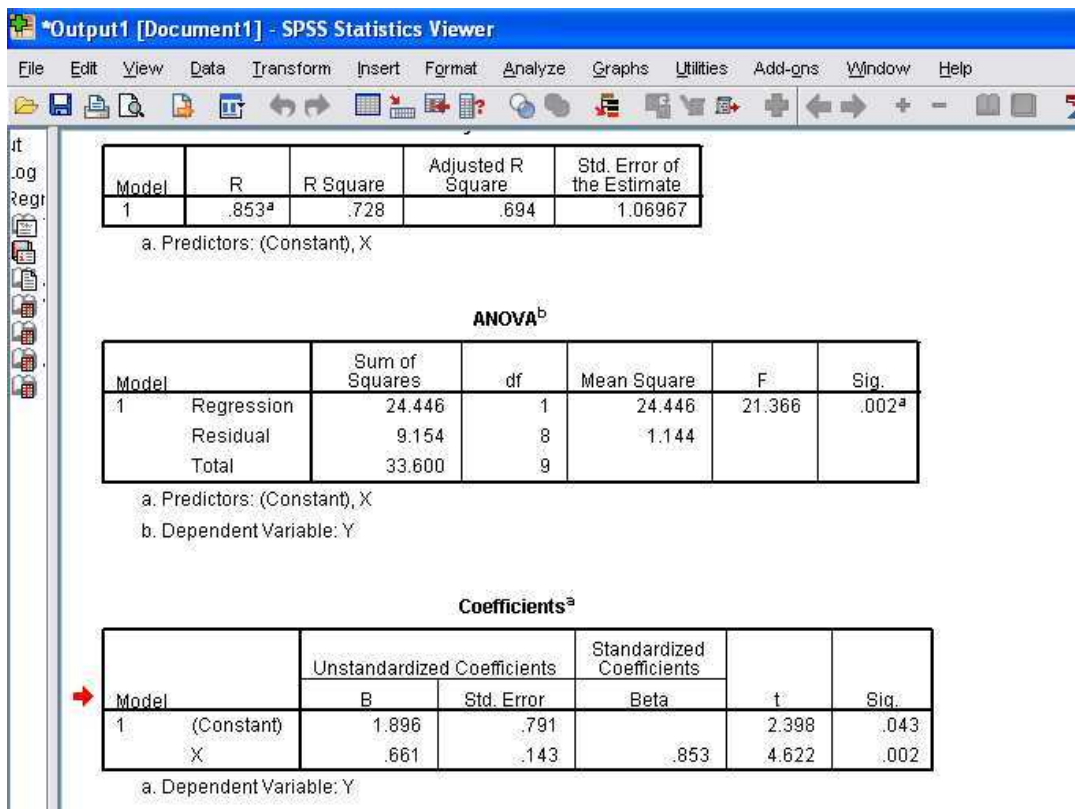 *Output1 [Document1] - SPSS Statistics Viewer
File Edit View Data Transform Insert Format Analyze Graphs Utilities Add-ons Window Help
Model R R Square Adjusted R Square Std. Error of the Estimate
1 .853a .728 .694 1.06967
a. Predictors: (Constant), X
ANOVAb
Model Sum of Squares df Mean Square F Sig.
1 Regression 24.446 1 24.446 21.366 .002a
Residual 9.154 8 1.144
Total 33.600 9
a. Predictors: (Constant), X
b. Dependent Variable: Y
Coefficientsa
Unstandardized Coefficients Standardized Coefficients
Model B Std. Error Beta t Sig.
1 (Constant) 1.896 .791 2.398 .043
X .661 .143 .853 4.622 .002
a. Dependent Variable: Y